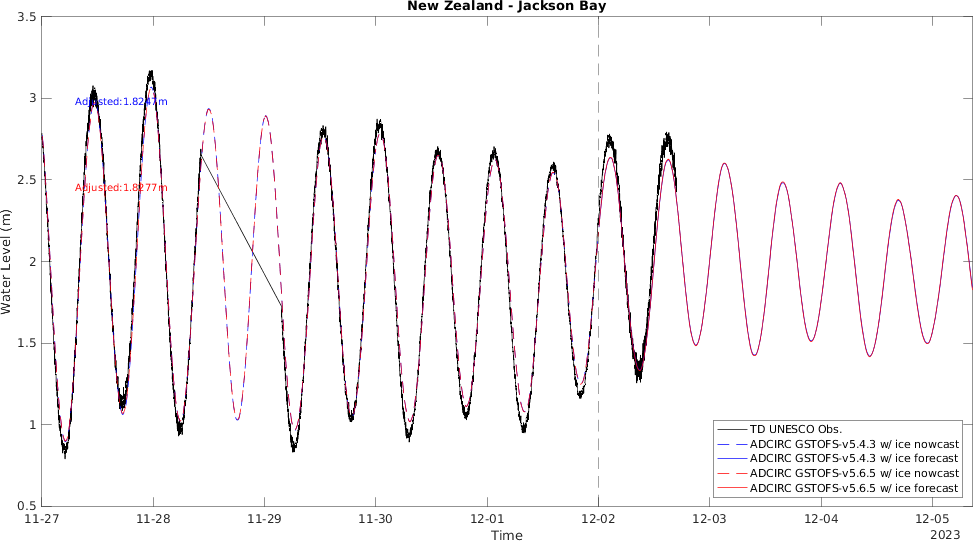 New Zealand - Jackson Bay
3.5
3
2.5
2
1.5
1
0.5
Water Level (m)
Adjusted:1.8247m
Adjusted:1.8277m
TD UNESCO Obs.
ADCIRC GSTOFS-v5.4.3 w/ ice nowcast
ADCIRC GSTOFS-v5.4.3 w/ ice forecast
ADCIRC GSTOFS-v5.6.5 w/ ice nowcast
ADCIRC GSTOFS-v5.6.5 w/ ice forecast
11-27 11-28 11-29 11-30 12-01 12-02 12-03 12-04 12-05
Time
2023